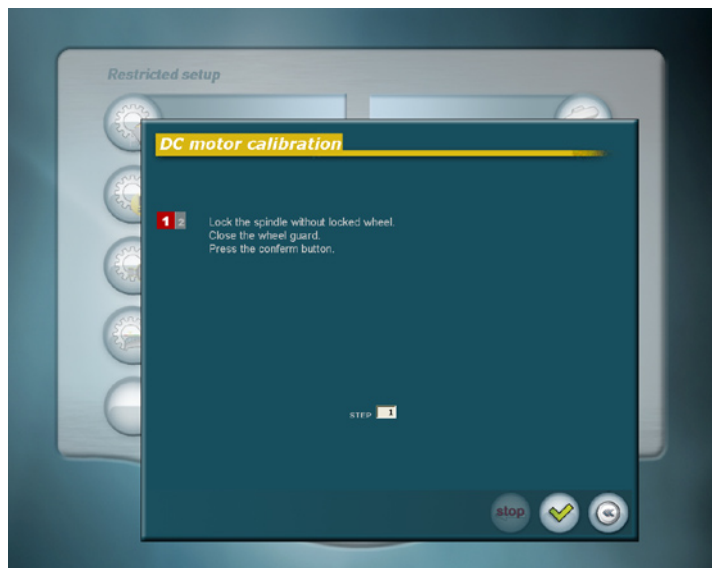 Restricted setup
DC motor calibration
1 2 Lock the spindle without locked wheel.
Close the wheel guard.
Press the conferm button.
STEP 1
stop